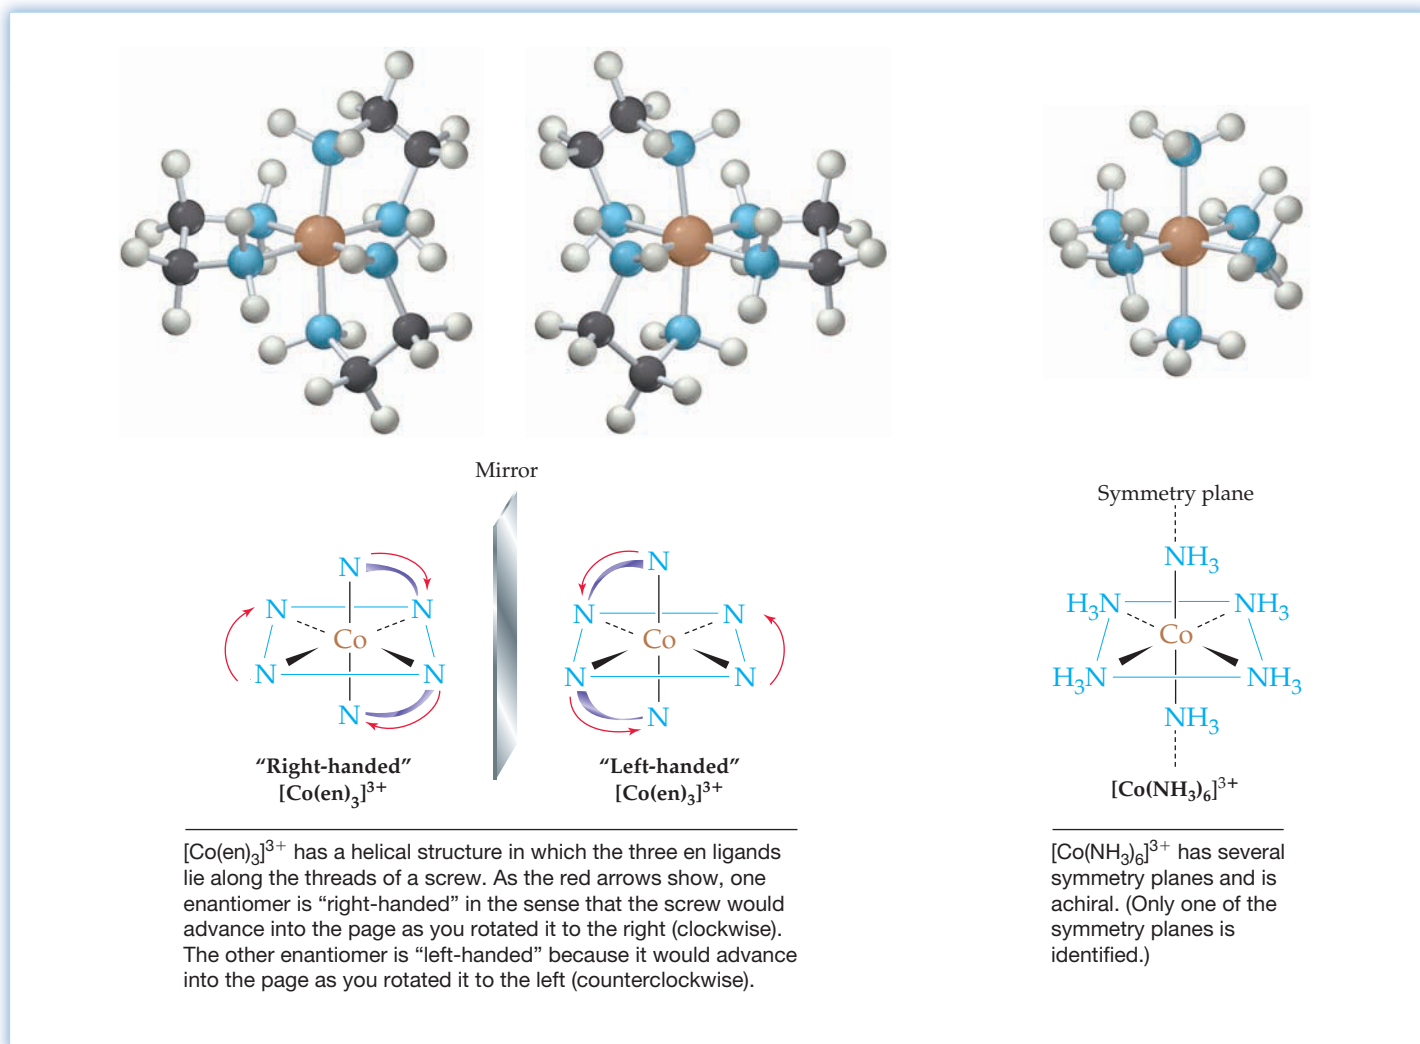 Mirror
N
N
N
Co
N
N
N
"Right-handed"
[Co(en)₃]³⁺
N
N
N
Co
N
N
N
"Left-handed"
[Co(en)₃]³⁺
Symmetry plane
NH₃
H₃N
NH₃
Co
H₃N
NH₃
NH₃
[Co(NH₃)₆]³⁺
[Co(en)₃]³⁺ has a helical structure in which the three en ligands
lie along the threads of a screw. As the red arrows show, one
enantiomer is "right-handed" in the sense that the screw would
advance into the page as you rotated it to the right (clockwise).
The other enantiomer is "left-handed" because it would advance
into the page as you rotated it to the left (counterclockwise).
[Co(NH₃)₆]³⁺ has several
symmetry planes and is
achiral. (Only one of the
symmetry planes is
identified.)